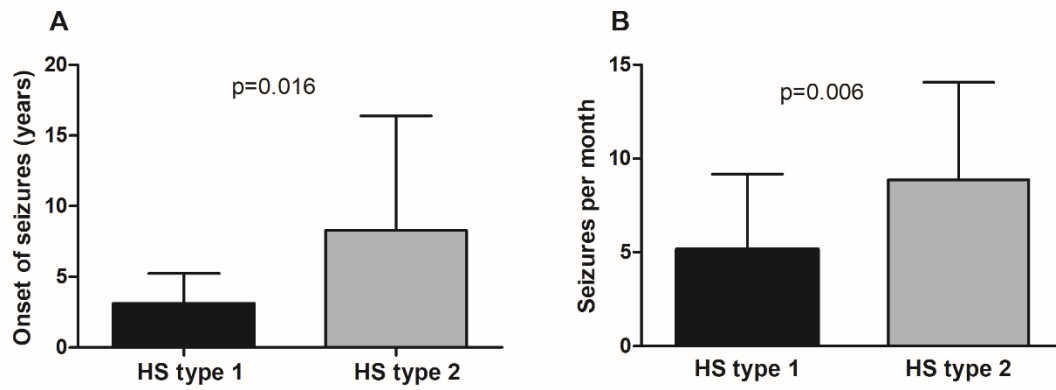 A
Onset of seizures (years)
20
15
10
5
0
p=0.016
HS type 1
HS type 2
B
Seizures per month
15
10
5
0
p=0.006
HS type 1
HS type 2